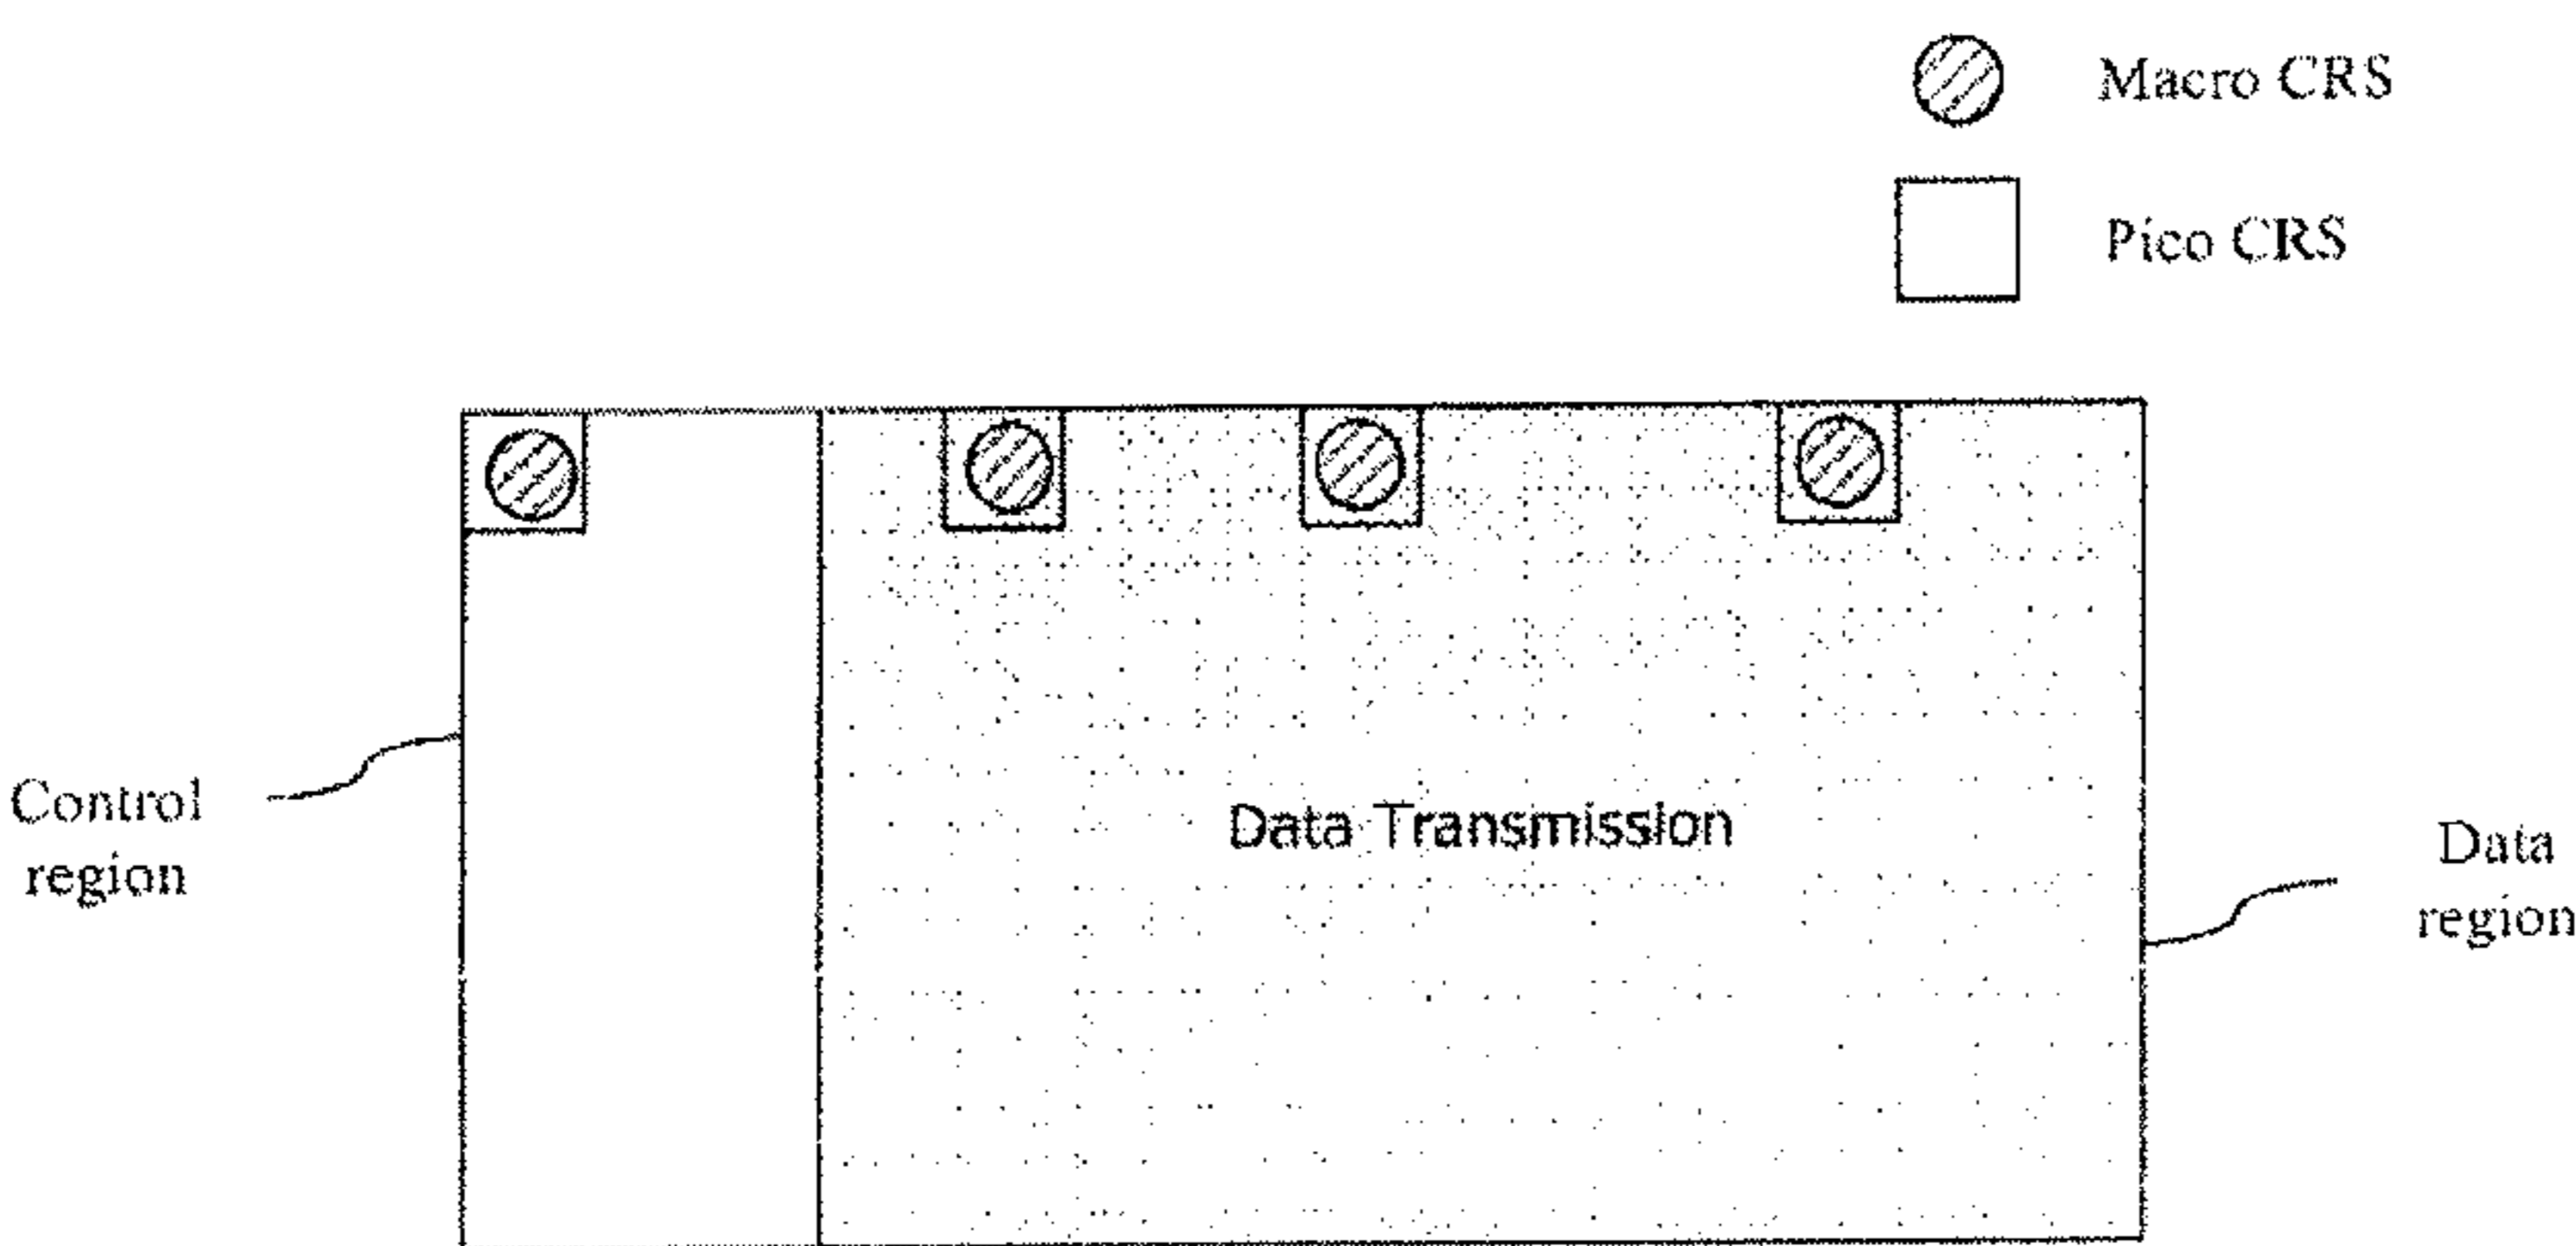 Macro CRS
Pico CRS
Control
region
Data Transmission
Data
region